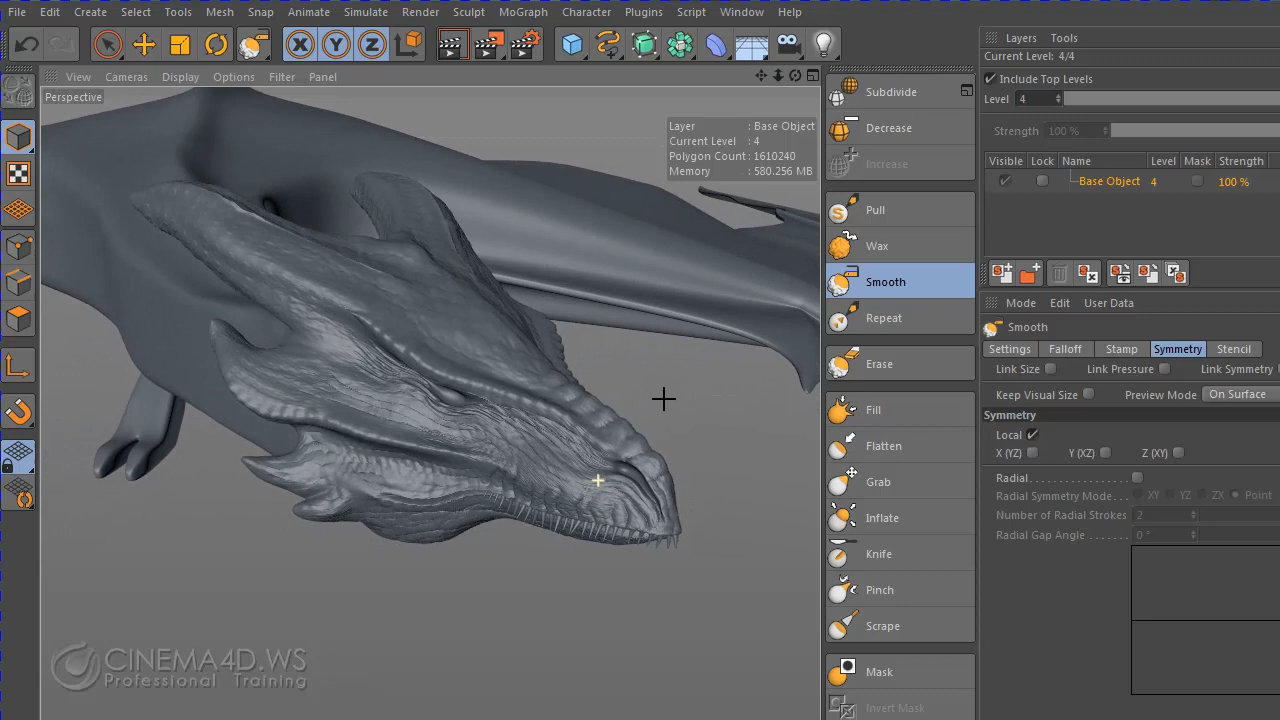 File Edit Create Select Tools Mesh Snap Animate Simulate Render Sculpt MoGraph Character Plugins Script Window Help
X Y Z
View Cameras Display Options Filter Panel
Perspective
Layer : Base Object
Current Level : 4
Polygon Count : 1610240
Memory : 580.256 MB
CINEMA4D.WS
Professional Training
Subdivide
Decrease
Increase
Pull
Wax
Smooth
Repeat
Erase
Fill
Flatten
Grab
Inflate
Knife
Pinch
Scrape
Mask
Invert Mask
Layers Tools
Current Level: 4/4
Include Top Levels
Level 4
Strength 100 %
Visible Lock Name Level Mask Strength
Base Object 4 100 %
Mode Edit User Data
Smooth
Settings Falloff Stamp Symmetry Stencil
Link Size Link Pressure Link Symmetry
Keep Visual Size Preview Mode On Surface
Symmetry
Local
X (YZ) Y (XZ) Z (XY)
Radial
Radial Symmetry Mode XY YZ ZX Point
Number of Radial Strokes 2
Radial Gap Angle 0 °